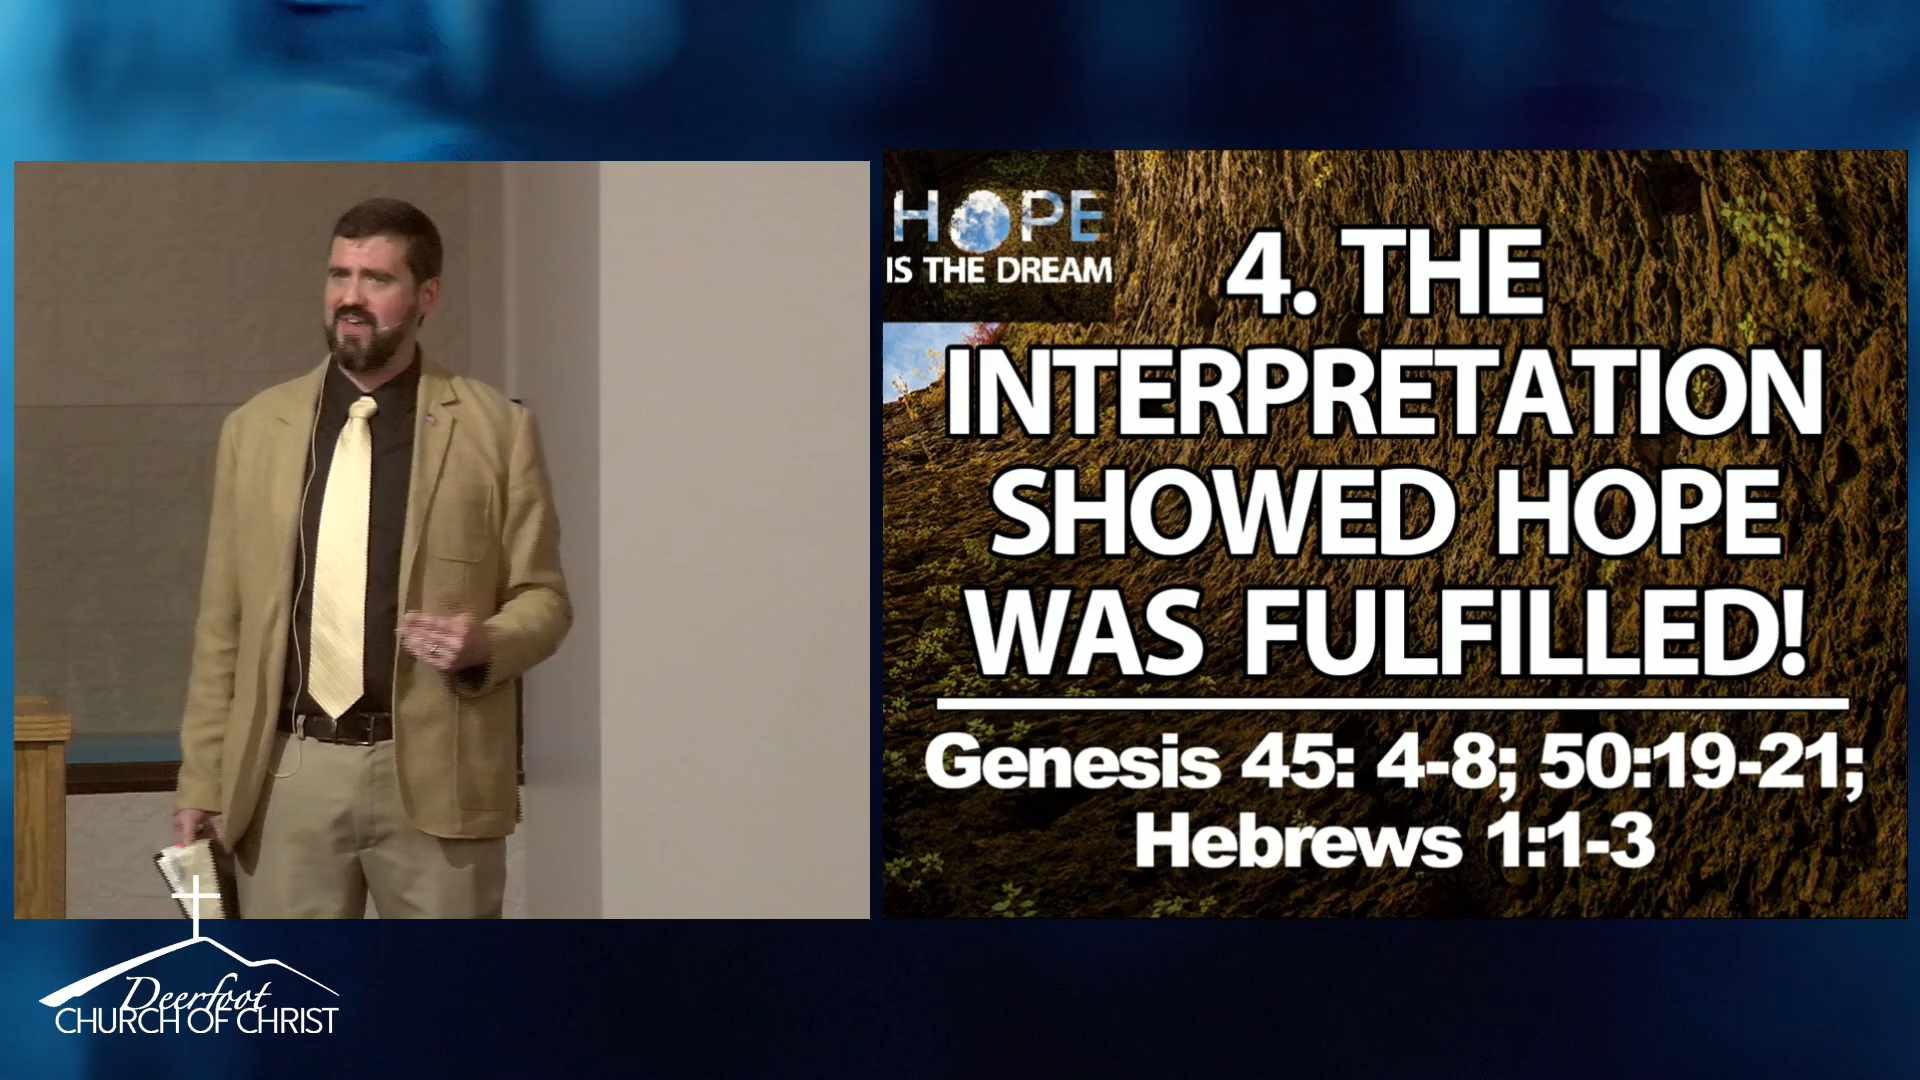 HOPE
IS THE DREAM
4. THE
INTERPRETATION
SHOWED HOPE
WAS FULFILLED!
Genesis 45: 4-8; 50:19-21;
Hebrews 1:1-3
Deerfoot
CHURCH OF CHRIST